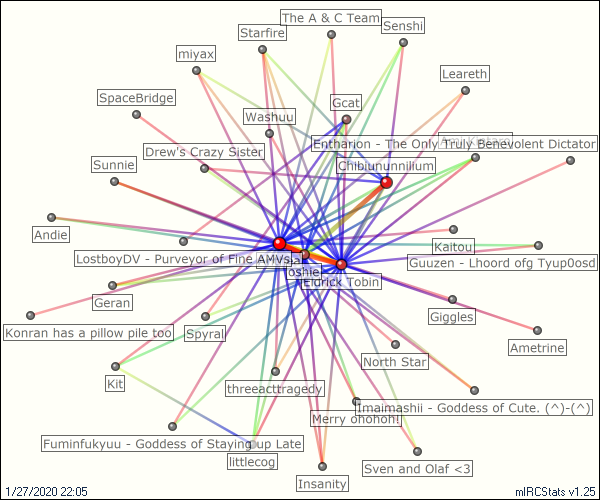 The A & C Team
Starfire
Senshi
miyax
Leareth
SpaceBridge
Gcat
Washuu
Entharion - The Only Truly Benevolent Dictator
Drew's Crazy Sister
Chibiununnilium
Sunnie
Andie
Kaitou
LostboyDV - Purveyor of Fine AMVs
Guuzen - Lhoord ofg Tyup0osd
oshie
Eldrick Tobin
Geran
Giggles
Konran has a pillow pile too
Spyral
Ametrine
North Star
Kit
threeacttragedy
Imaimashii - Goddess of Cute. (^)-(^)
Merry ohohoh!
Fuminfukyuu - Goddess of Staying up Late
littlecog
Sven and Olaf <3
Insanity
1/27/2020 22:05
mIRCStats v1.25